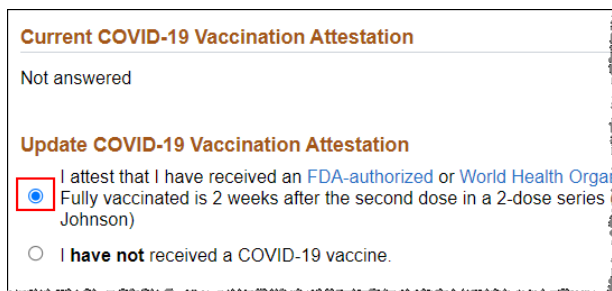 Current COVID-19 Vaccination Attestation
Not answered
Update COVID-19 Vaccination Attestation
I attest that I have received an FDA-authorized or World Health
Fully vaccinated is 2 weeks after the second dose in a 2-dose series
Johnson)
I have not received a COVID-19 vaccine.